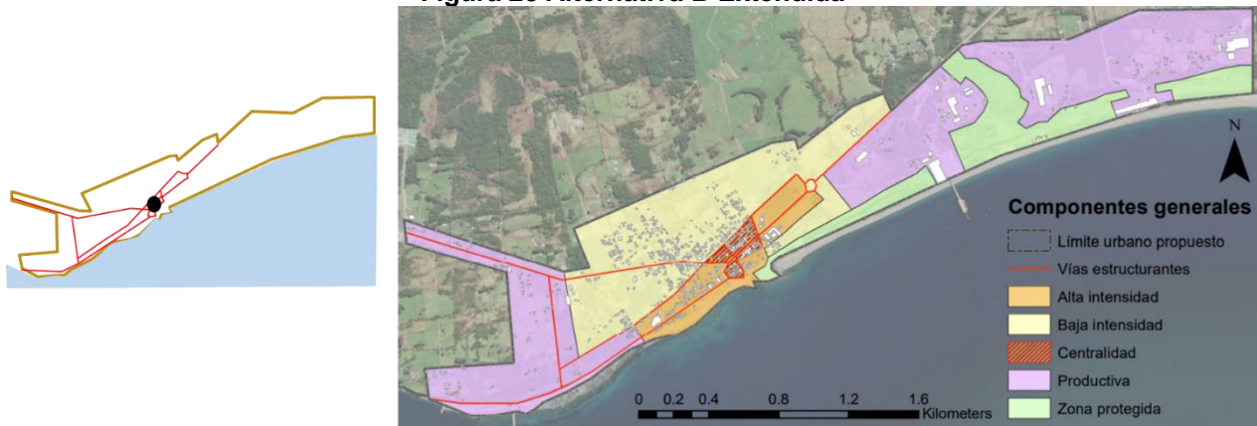 N
Componentes generales
Límite urbano propuesto
Vías estructurantes
Alta intensidad
Baja intensidad
Centralidad
Productiva
Zona protegida
0 0.2 0.4 0.8 1.2 1.6
Kilometers